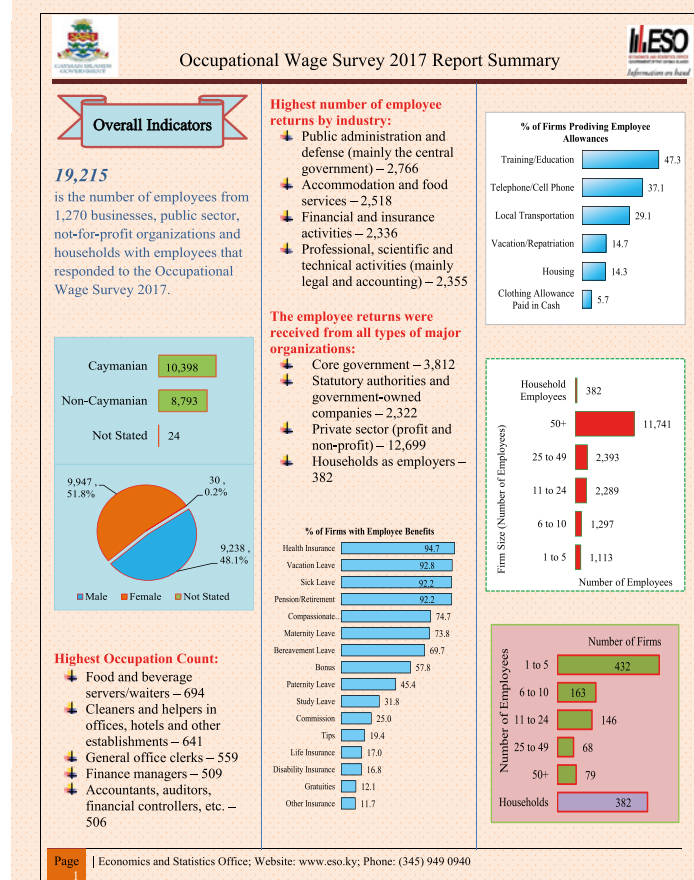 CAYMAN ISLANDS
GOVERNMENT
Occupational Wage Survey 2017 Report Summary
ESO
ECONOMICS AND STATISTICS OFFICE
GOVERNMENT OF THE CAYMAN ISLANDS
Information on hand
Overall Indicators
19,215
is the number of employees from
1,270 businesses, public sector,
not-for-profit organizations and
households with employees that
responded to the Occupational
Wage Survey 2017.
Caymanian 10,398
Non-Caymanian 8,793
Not Stated 24
9,947 ,
51.8%
30 ,
0.2%
9,238 ,
48.1%
Male Female Not Stated
Highest Occupation Count:
Food and beverage
servers/waiters – 694
Cleaners and helpers in
offices, hotels and other
establishments – 641
General office clerks – 559
Finance managers – 509
Accountants, auditors,
financial controllers, etc. –
506
Highest number of employee
returns by industry:
Public administration and
defense (mainly the central
government) – 2,766
Accommodation and food
services – 2,518
Financial and insurance
activities – 2,336
Professional, scientific and
technical activities (mainly
legal and accounting) – 2,355
The employee returns were
received from all types of major
organizations:
Core government – 3,812
Statutory authorities and
government-owned
companies – 2,322
Private sector (profit and
non-profit) – 12,699
Households as employers –
382
% of Firms with Employee Benefits
Health Insurance 94.7
Vacation Leave 92.8
Sick Leave 92.2
Pension/Retirement 92.2
Compassionate.. 74.7
Maternity Leave 73.8
Bereavement Leave 69.7
Bonus 57.8
Paternity Leave 45.4
Study Leave 31.8
Commission 25.0
Tips 19.4
Life Insurance 17.0
Disability Insurance 16.8
Gratuities 12.1
Other Insurance 11.7
% of Firms Prodiving Employee
Allowances
Training/Education 47.3
Telephone/Cell Phone 37.1
Local Transportation 29.1
Vacation/Repatriation 14.7
Housing 14.3
Clothing Allowance
Paid in Cash 5.7
Firm Size (Number of Employees)
Household
Employees 382
50+ 11,741
25 to 49 2,393
11 to 24 2,289
6 to 10 1,297
1 to 5 1,113
Number of Employees
Number of Firms
Number of Employees
1 to 5 432
6 to 10 163
11 to 24 146
25 to 49 68
50+ 79
Households 382
Page
1
Economics and Statistics Office; Website: www.eso.ky; Phone: (345) 949 0940